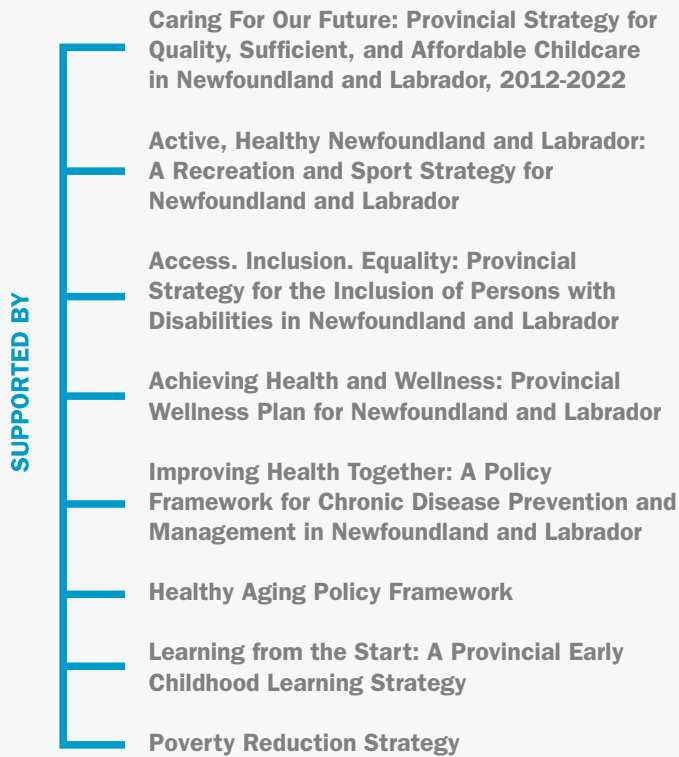 SUPPORTED BY
Caring For Our Future: Provincial Strategy for
Quality, Sufficient, and Affordable Childcare
in Newfoundland and Labrador, 2012-2022
Active, Healthy Newfoundland and Labrador:
A Recreation and Sport Strategy for
Newfoundland and Labrador
Access. Inclusion. Equality: Provincial
Strategy for the Inclusion of Persons with
Disabilities in Newfoundland and Labrador
Achieving Health and Wellness: Provincial
Wellness Plan for Newfoundland and Labrador
Improving Health Together: A Policy
Framework for Chronic Disease Prevention and
Management in Newfoundland and Labrador
Healthy Aging Policy Framework
Learning from the Start: A Provincial Early
Childhood Learning Strategy
Poverty Reduction Strategy